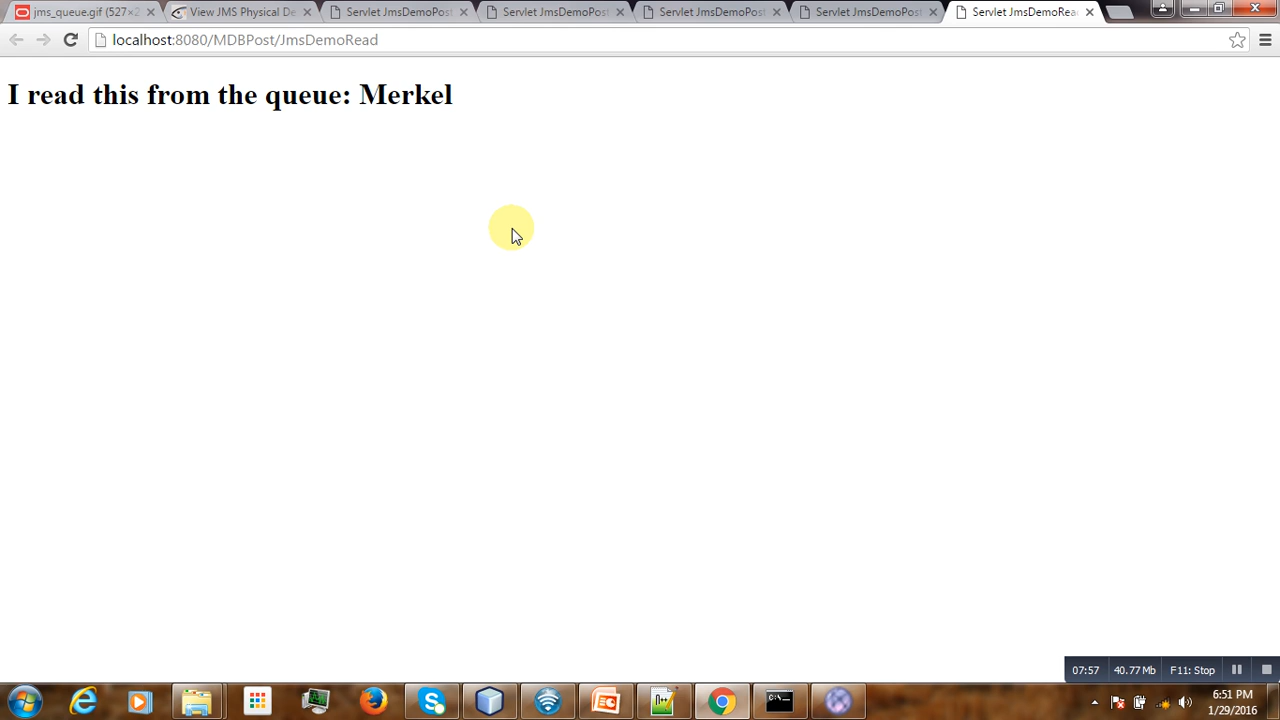 jms_queue.gif (527×2
View JMS Physical De
Servlet JmsDemoPost
Servlet JmsDemoPost
Servlet JmsDemoPost
Servlet JmsDemoPost
Servlet JmsDemoRea
localhost:8080/MDBPost/JmsDemoRead
I read this from the queue: Merkel
07:57 40.77Mb F11: Stop
6:51 PM
1/29/2016